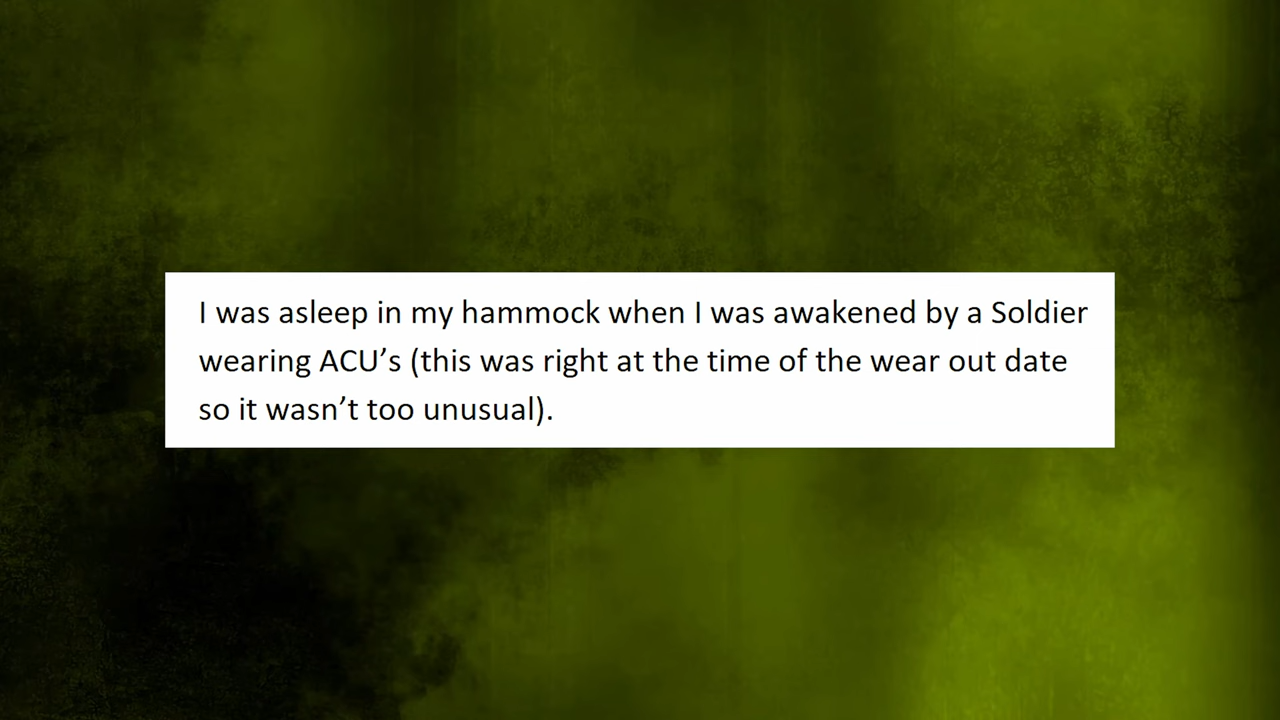 I was asleep in my hammock when I was awakened by a Soldier
wearing ACU’s (this was right at the time of the wear out date
so it wasn’t too unusual).